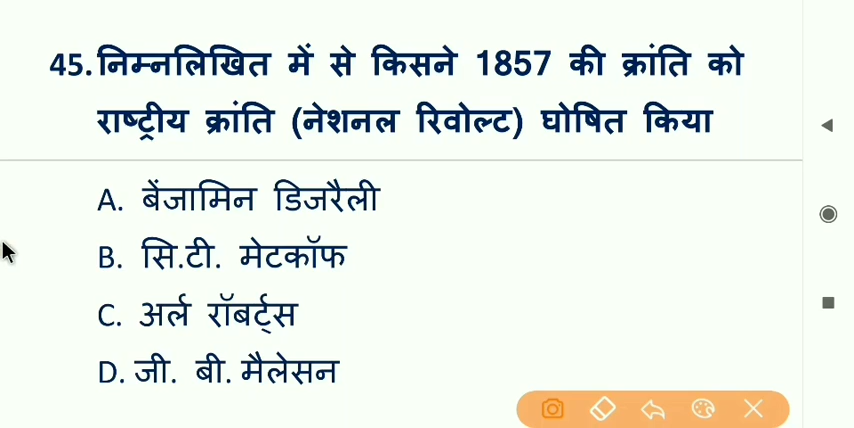 45. निम्नलिखित में से किसने 1857 की क्रांति को
राष्ट्रीय क्रांति (नेशनल रिवोल्ट) घोषित किया
A. बेंजामिन डिजरैली
B. सि.टी. मेटकॉफ
C. अर्ल रॉबर्ट्स
D. जी. बी. मैलेसन